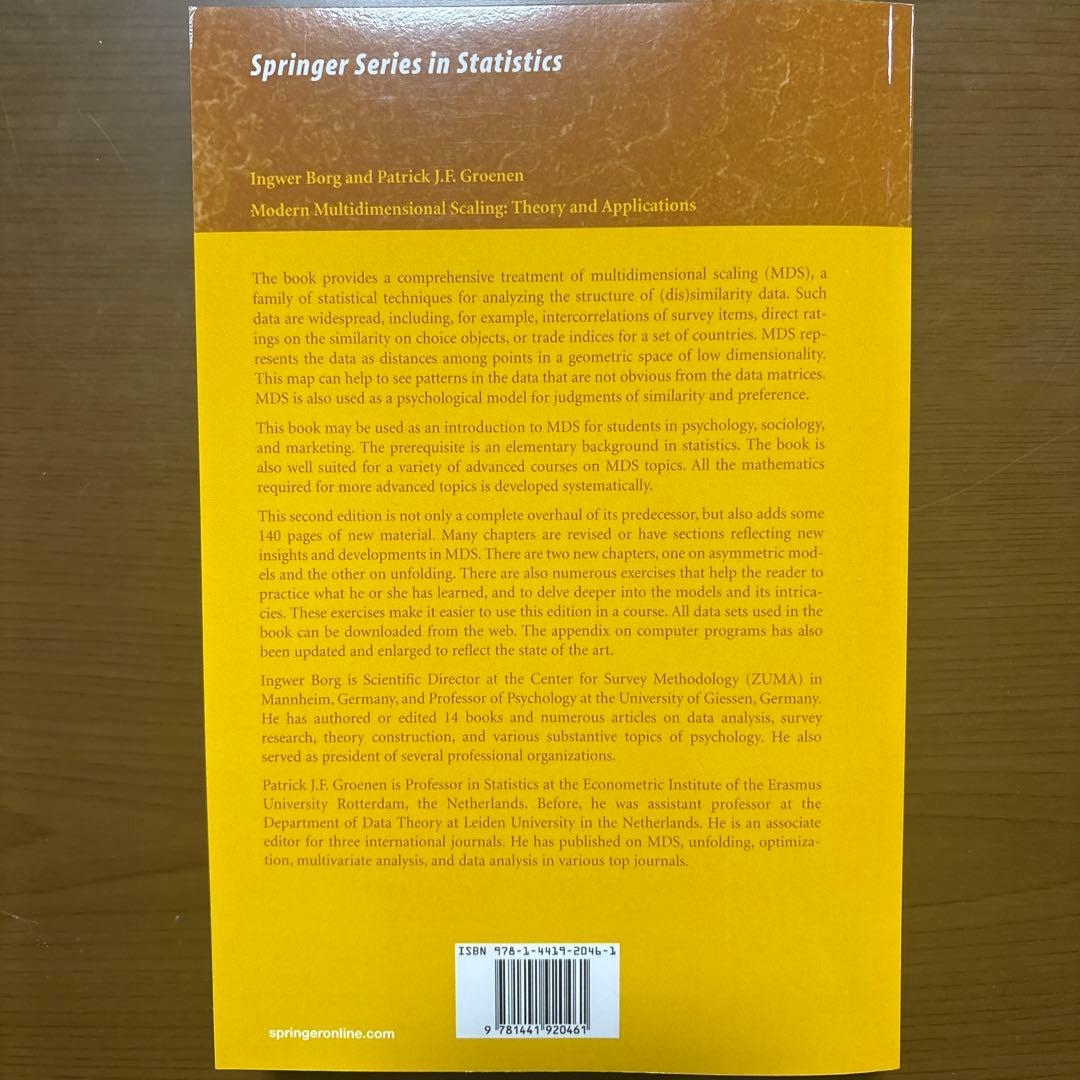 Springer Series in Statistics
Ingwer Borg and Patrick J.F. Groenen
Modern Multidimensional Scaling: Theory and Applications
The book provides a comprehensive treatment of multidimensional scaling (MDS), a
family of statistical techniques for analyzing the structure of (dis)similarity data. Such
data are widespread, including, for example, intercorrelations of survey items, direct rat-
ings on the similarity on choice objects, or trade indices for a set of countries. MDS rep-
resents the data as distances among points in a geometric space of low dimensionality.
This map can help to see patterns in the data that are not obvious from the data matrices.
MDS is also used as a psychological model for judgments of similarity and preference.
This book may be used as an introduction to MDS for students in psychology, sociology,
and marketing. The prerequisite is an elementary background in statistics. The book is
also well suited for a variety of advanced courses on MDS topics. All the mathematics
required for more advanced topics is developed systematically.
This second edition is not only a complete overhaul of its predecessor, but also adds some
140 pages of new material. Many chapters are revised or have sections reflecting new
insights and developments in MDS. There are two new chapters, one on asymmetric mod-
els and the other on unfolding. There are also numerous exercises that help the reader to
practice what he or she has learned, and to delve deeper into the models and its intrica-
cies. These exercises make it easier to use this edition in a course. All data sets used in the
book can be downloaded from the web. The appendix on computer programs has also
been updated and enlarged to reflect the state of the art.
Ingwer Borg is Scientific Director at the Center for Survey Methodology (ZUMA) in
Mannheim, Germany, and Professor of Psychology at the University of Giessen, Germany.
He has authored or edited 14 books and numerous articles on data analysis, survey
research, theory construction, and various substantive topics of psychology. He also
served as president of several professional organizations.
Patrick J.F. Groenen is Professor in Statistics at the Econometric Institute of the Erasmus
University Rotterdam, the Netherlands. Before, he was assistant professor at the
Department of Data Theory at Leiden University in the Netherlands. He is an associate
editor for three international journals. He has published on MDS, unfolding, optimiza-
tion, multivariate analysis, and data analysis in various top journals.
ISBN 978-1-4419-2046-1
9 781441 920461
springeronline.com